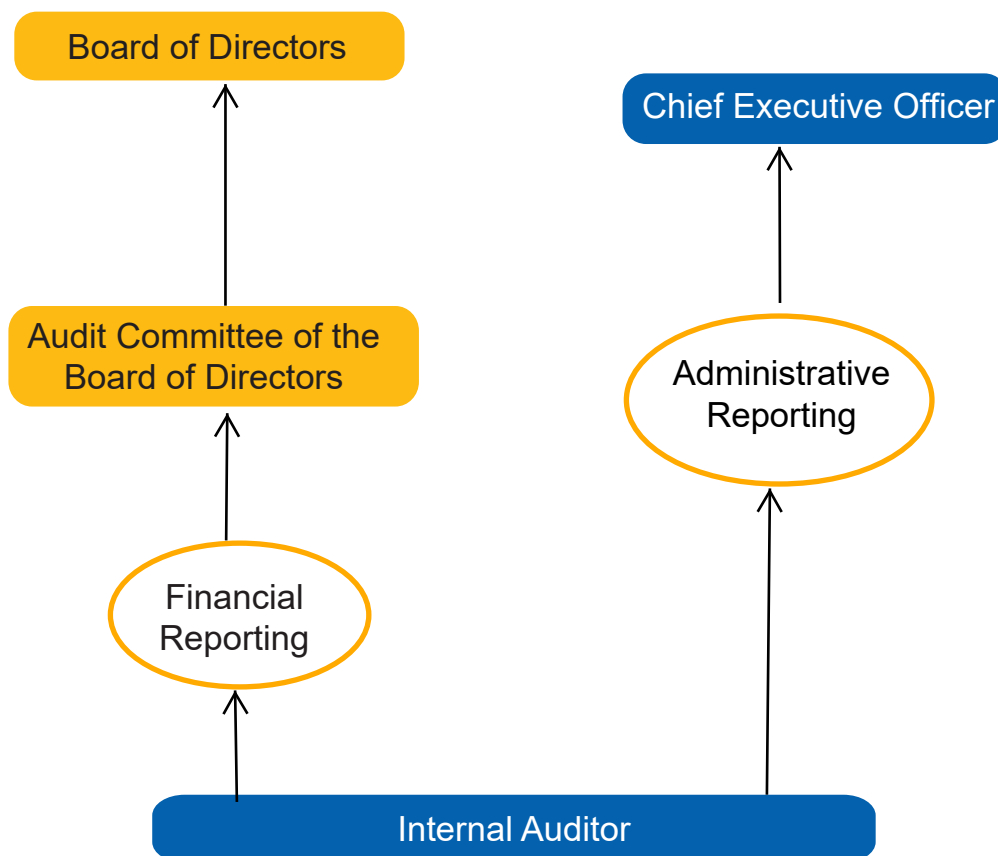 Board of Directors
Chief Executive Officer
Audit Committee of the
Board of Directors
Administrative
Reporting
Financial
Reporting
Internal Auditor